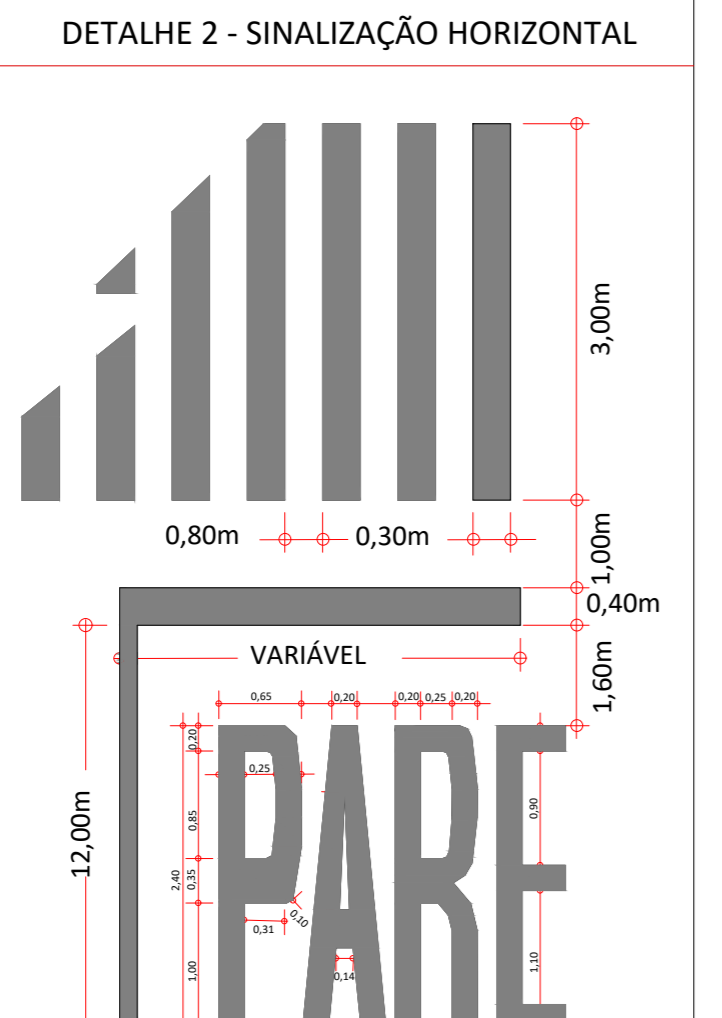 DETALHE 2 - SINALIZAÇÃO HORIZONTAL
3,00m
0,80m
0,30m
1,00m
0,40m
VARIÁVEL
1,60m
12,00m
0,65
0,20
0,20
0,25
0,20
0,20
0,25
0,85
0,90
2,40
0,35
0,10
0,31
1,00
0,14
1,10
PARE